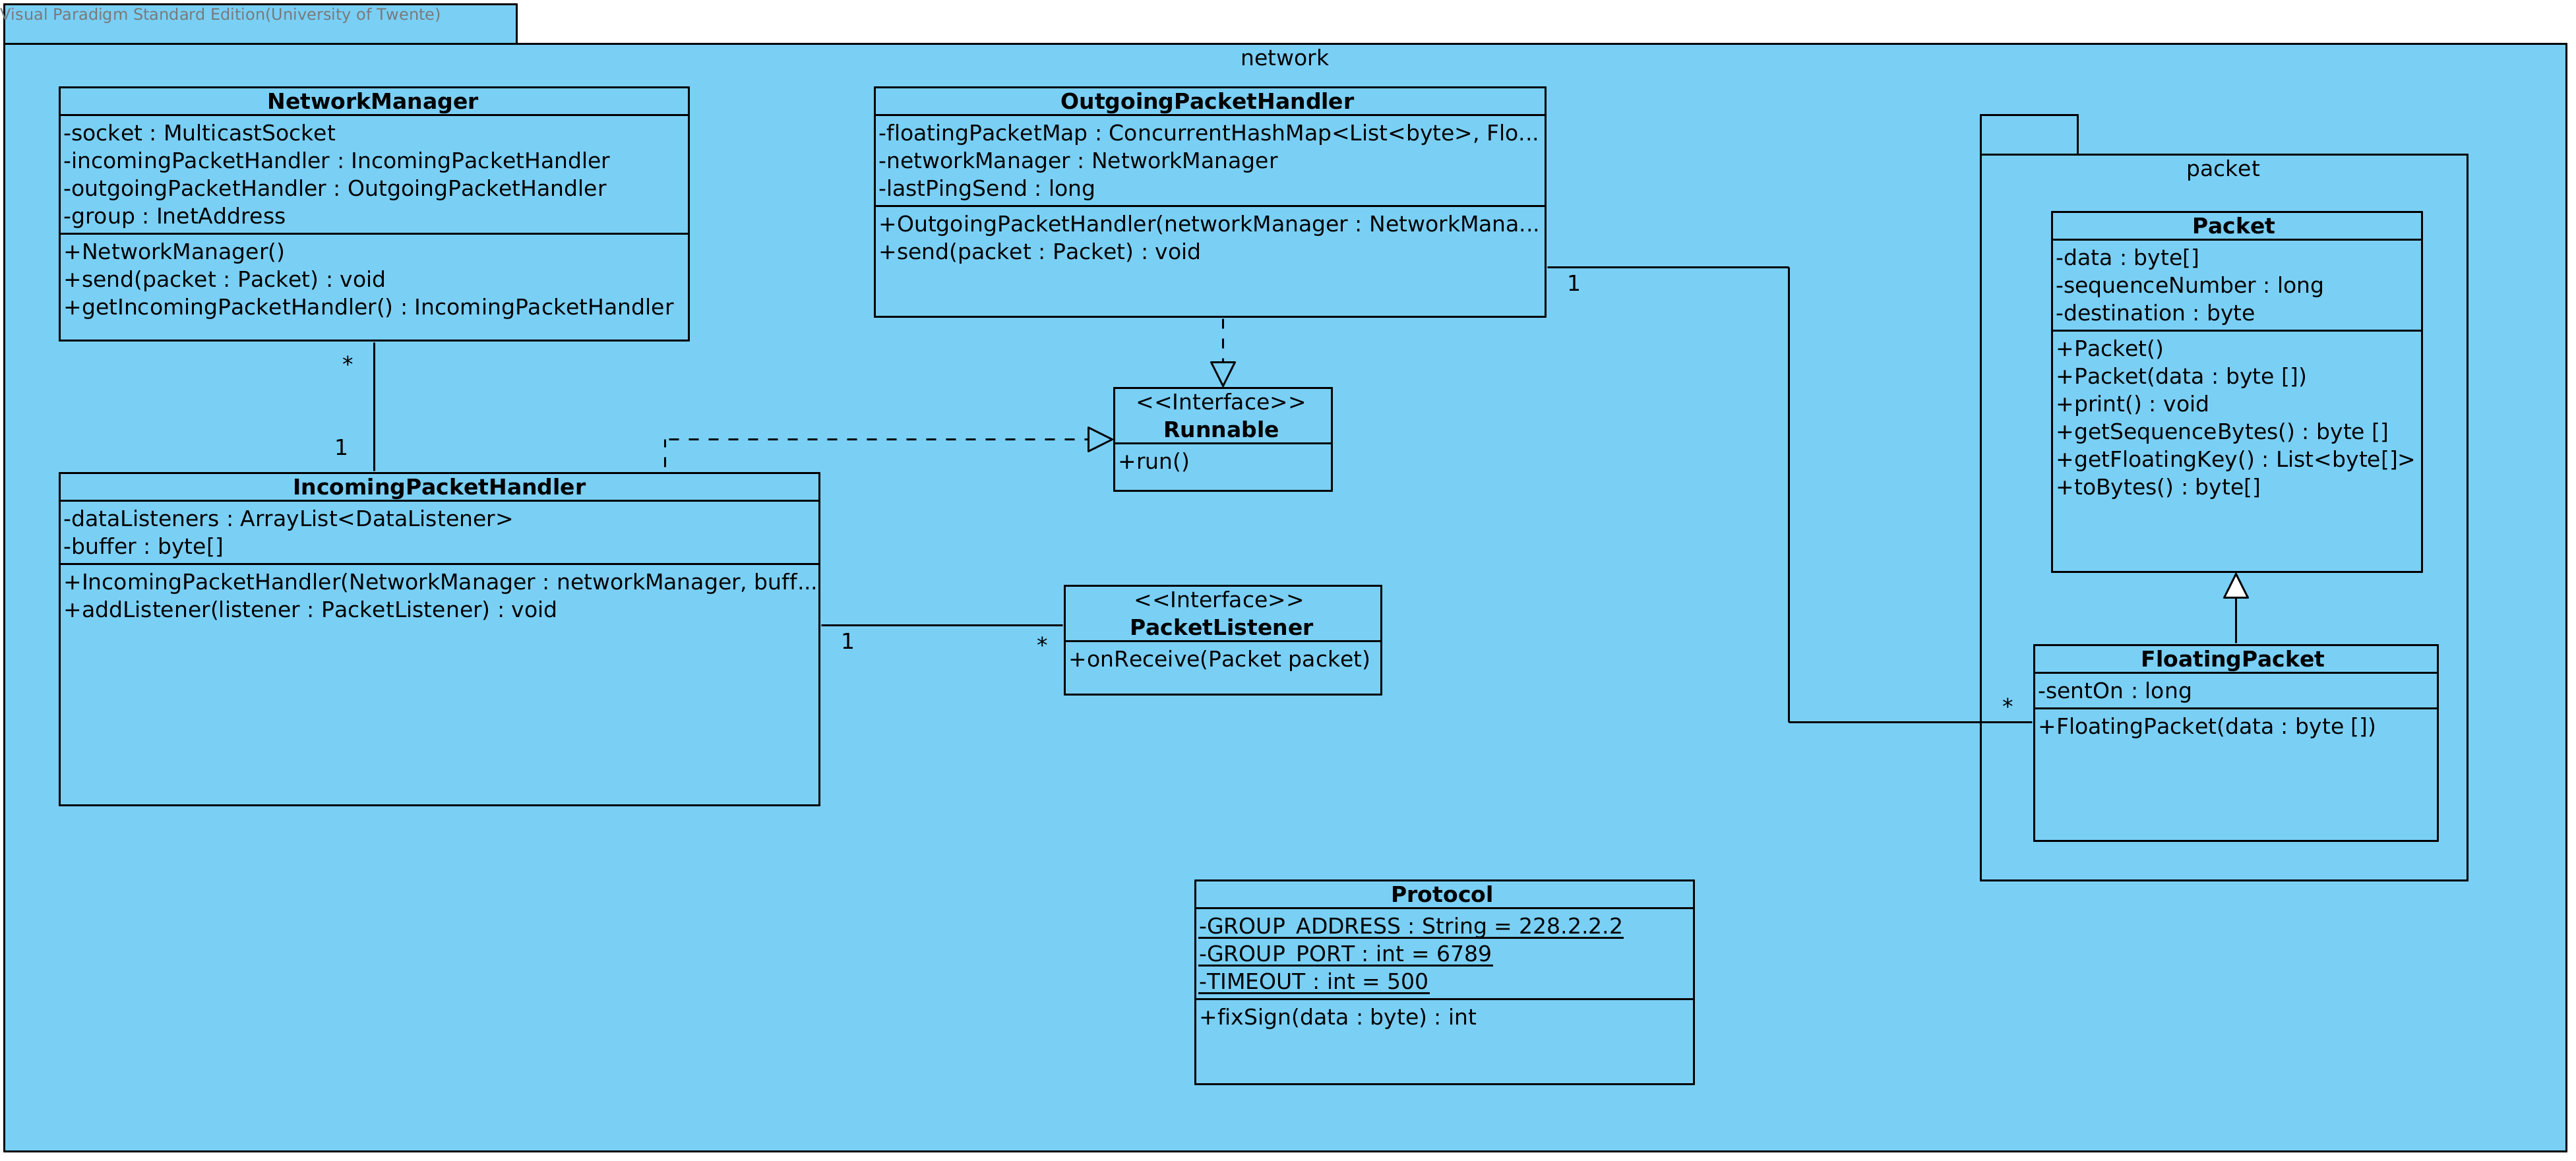 Visual Paradigm Standard Edition(University of Twente)
network
NetworkManager
-socket : MulticastSocket
-incomingPacketHandler : IncomingPacketHandler
-outgoingPacketHandler : OutgoingPacketHandler
-group : InetAddress
+NetworkManager()
+send(packet : Packet) : void
+getIncomingPacketHandler() : IncomingPacketHandler
*
1
OutgoingPacketHandler
-floatingPacketMap : ConcurrentHashMap<List<byte>, Flo...
-networkManager : NetworkManager
-lastPingSend : long
+OutgoingPacketHandler(networkManager : NetworkMana...
+send(packet : Packet) : void
1
<<Interface>>
Runnable
+run()
IncomingPacketHandler
-dataListeners : ArrayList<DataListener>
-buffer : byte[]
+IncomingPacketHandler(NetworkManager : networkManager, buff...
+addListener(listener : PacketListener) : void
1
*
<<Interface>>
PacketListener
+onReceive(Packet packet)
packet
Packet
-data : byte[]
-sequenceNumber : long
-destination : byte
+Packet()
+Packet(data : byte [])
+print() : void
+getSequenceBytes() : byte []
+getFloatingKey() : List<byte[]>
+toBytes() : byte[]
*
FloatingPacket
-sentOn : long
+FloatingPacket(data : byte [])
Protocol
-GROUP_ADDRESS : String = 228.2.2.2
-GROUP_PORT : int = 6789
-TIMEOUT : int = 500
+fixSign(data : byte) : int